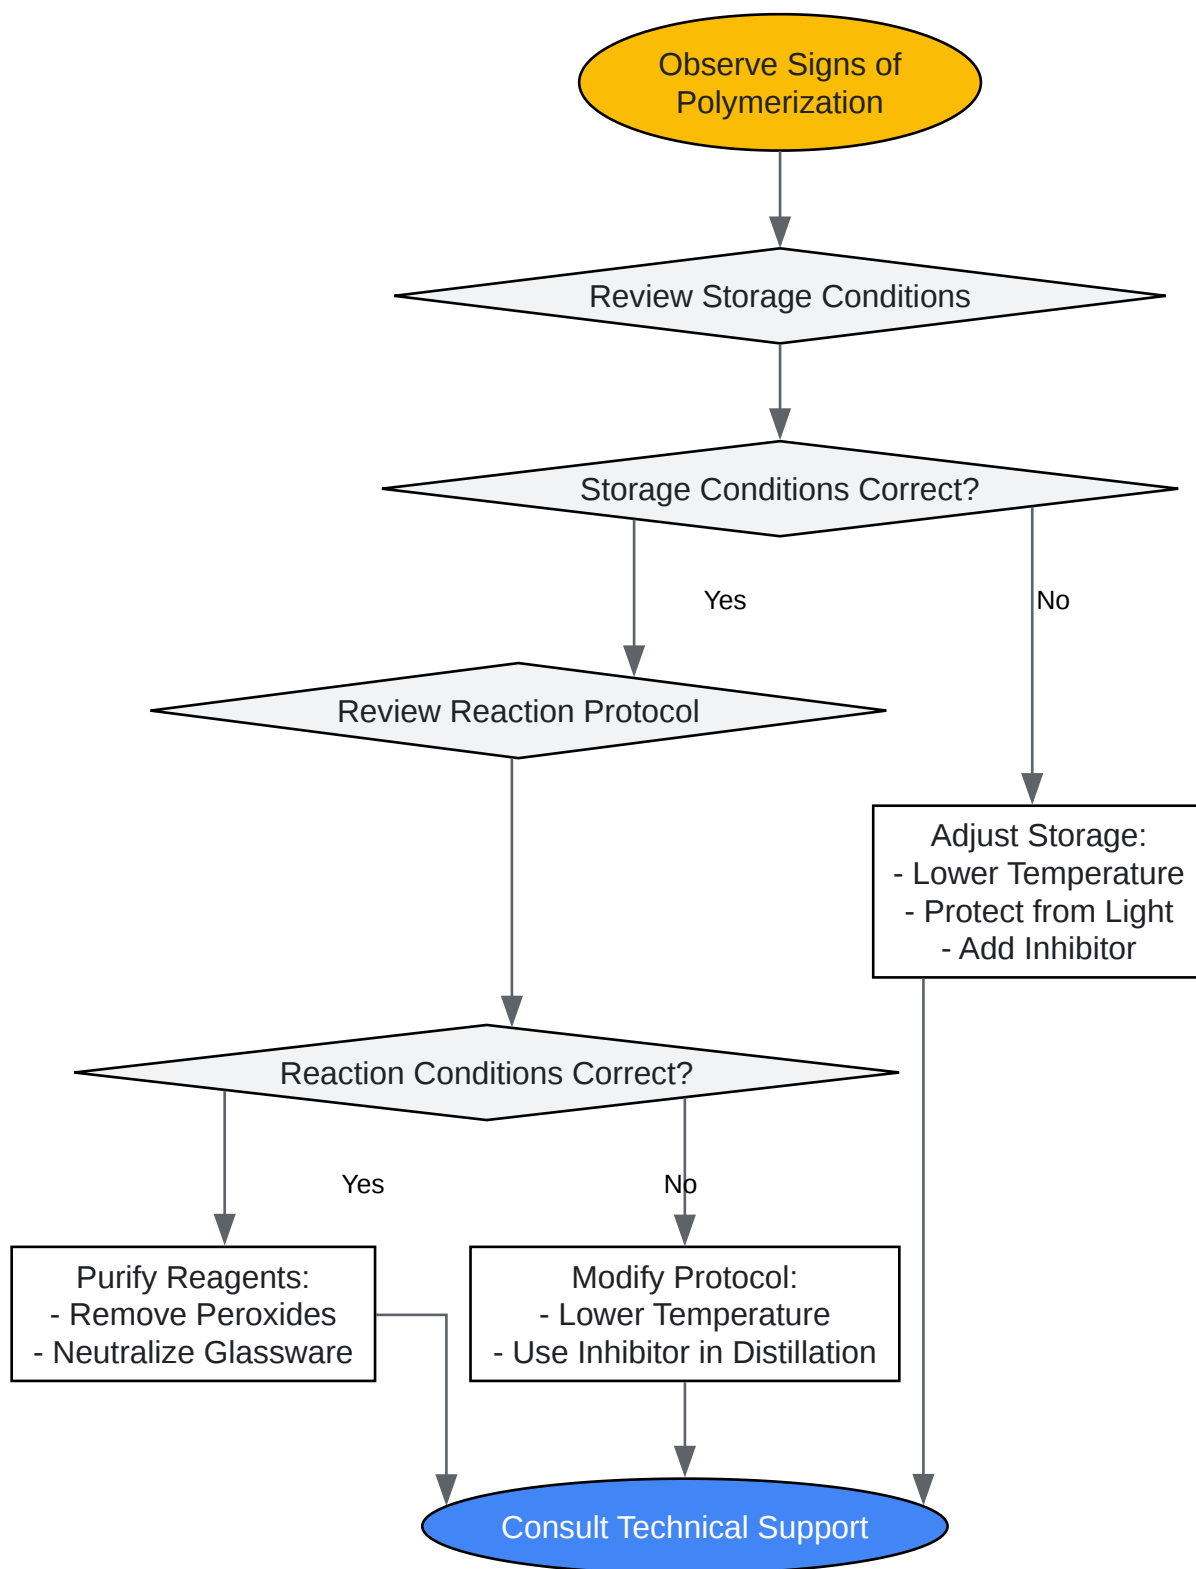 Observe Signs of
Polymerization
Review Storage Conditions
Storage Conditions Correct?
Yes
No
Review Reaction Protocol
Adjust Storage:
- Lower Temperature
- Protect from Light
- Add Inhibitor
Reaction Conditions Correct?
Yes
No
Purify Reagents:
- Remove Peroxides
- Neutralize Glassware
Modify Protocol:
- Lower Temperature
- Use Inhibitor in Distillation
Consult Technical Support